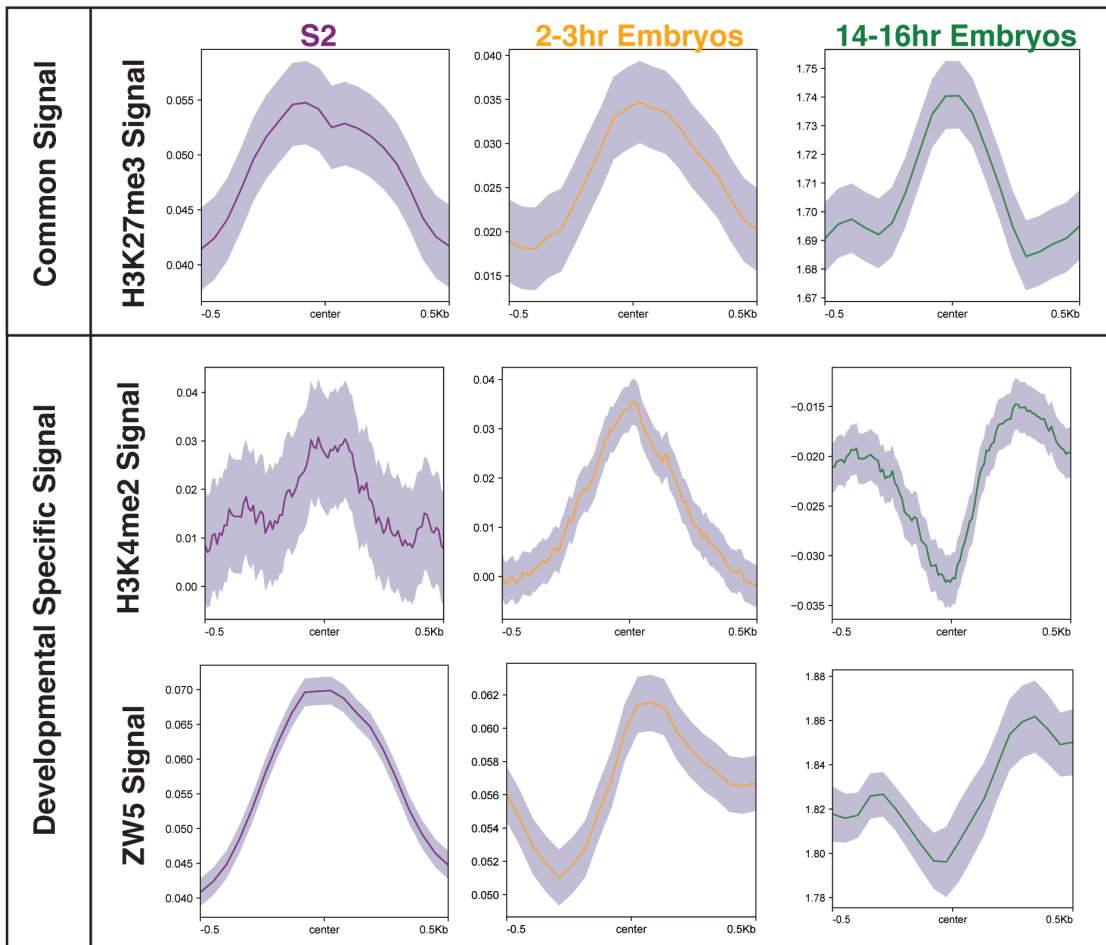 S2
2-3hr Embryos
14-16hr Embryos
Common Signal
H3K27me3 Signal
0.055
0.050
0.045
0.040
-0.5
center
0.5Kb
0.040
0.035
0.030
0.025
0.020
0.015
-0.5
center
0.5Kb
1.75
1.74
1.73
1.72
1.71
1.70
1.69
1.68
1.67
-0.5
center
0.5Kb
Developmental Specific Signal
H3K4me2 Signal
0.04
0.03
0.02
0.01
0.00
-0.5
center
0.5Kb
0.04
0.03
0.02
0.01
0.00
-0.5
center
0.5Kb
−0.015
−0.020
−0.025
−0.030
−0.035
-0.5
center
0.5Kb
ZW5 Signal
0.070
0.065
0.060
0.055
0.050
0.045
0.040
-0.5
center
0.5Kb
0.062
0.060
0.058
0.056
0.054
0.052
0.050
-0.5
center
0.5Kb
1.88
1.86
1.84
1.82
1.80
1.78
-0.5
center
0.5Kb